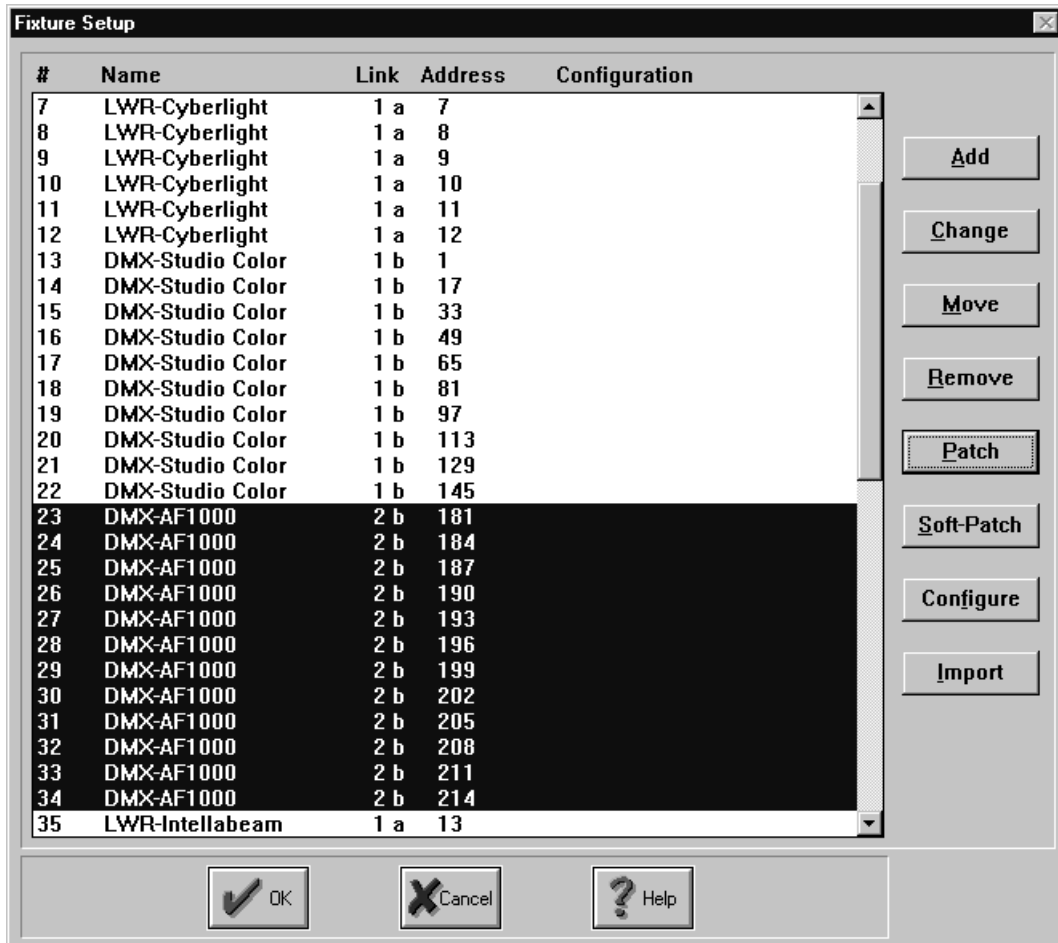 Fixture Setup
# Name Link Address Configuration
7 LWR-Cyberlight 1 a 7
8 LWR-Cyberlight 1 a 8
9 LWR-Cyberlight 1 a 9
10 LWR-Cyberlight 1 a 10
11 LWR-Cyberlight 1 a 11
12 LWR-Cyberlight 1 a 12
13 DMX-Studio Color 1 b 1
14 DMX-Studio Color 1 b 17
15 DMX-Studio Color 1 b 33
16 DMX-Studio Color 1 b 49
17 DMX-Studio Color 1 b 65
18 DMX-Studio Color 1 b 81
19 DMX-Studio Color 1 b 97
20 DMX-Studio Color 1 b 113
21 DMX-Studio Color 1 b 129
22 DMX-Studio Color 1 b 145
23 DMX-AF1000 2 b 181
24 DMX-AF1000 2 b 184
25 DMX-AF1000 2 b 187
26 DMX-AF1000 2 b 190
27 DMX-AF1000 2 b 193
28 DMX-AF1000 2 b 196
29 DMX-AF1000 2 b 199
30 DMX-AF1000 2 b 202
31 DMX-AF1000 2 b 205
32 DMX-AF1000 2 b 208
33 DMX-AF1000 2 b 211
34 DMX-AF1000 2 b 214
35 LWR-Intellabeam 1 a 13
Add
Change
Move
Remove
Patch
Soft-Patch
Configure
Import
OK
Cancel
Help